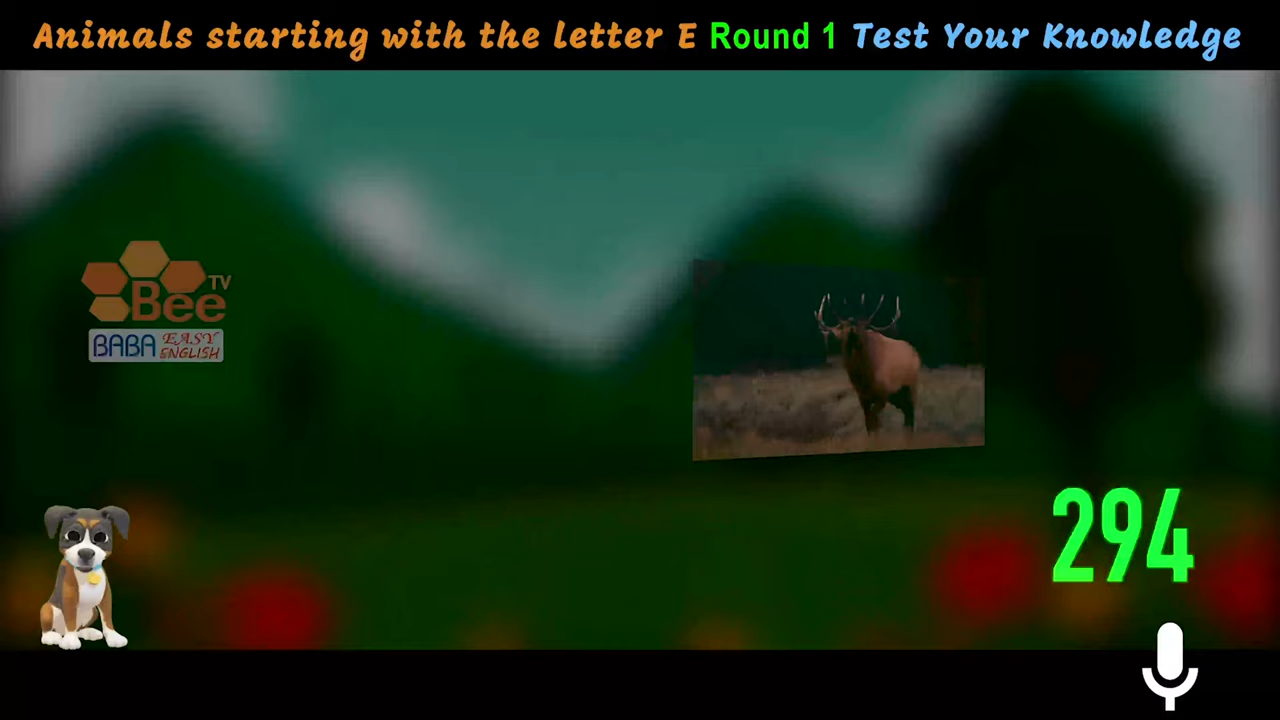 Animals starting with the letter E Round 1 Test Your Knowledge
Bee TV
BABA EASY ENGLISH
294